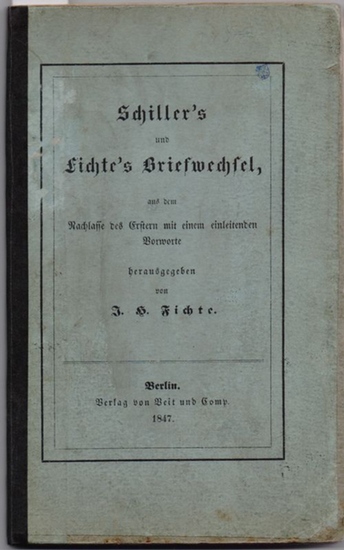 Schiller's
und
Fichte's Briefwechsel,
aus dem
Nachlasse des Erstern mit einem einleitenden
Vorworte
herausgegeben
von
J. H. Fichte.
Berlin.
Verlag von Veit und Comp.
1847.